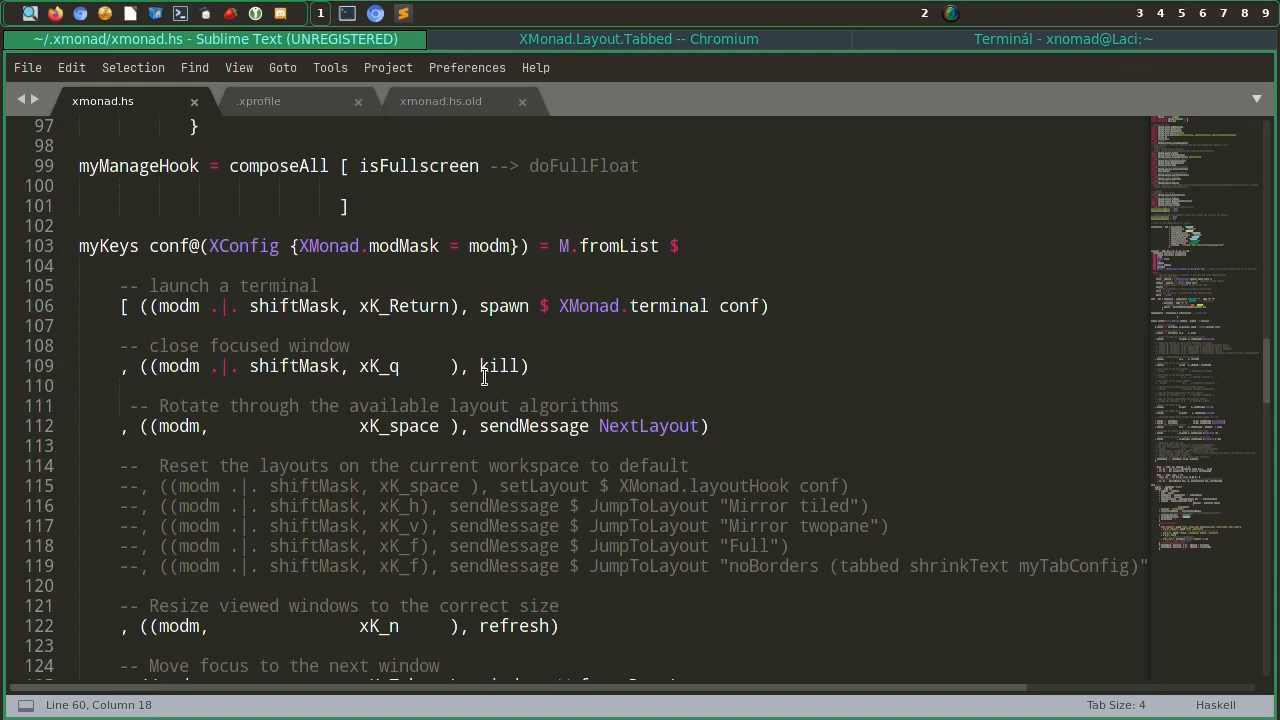 1 2 3 4 5 6 7 8 9
~/.xmonad/xmonad.hs - Sublime Text (UNREGISTERED) XMonad.Layout.Tabbed -- Chromium Terminál - xnomad@Laci:~
File Edit Selection Find View Goto Tools Project Preferences Help
xmonad.hs × .xprofile × xmonad.hs.old ×
97 }
98
99 myManageHook = composeAll [ isFullscreen --> doFullFloat
100
101 ]
102
103 myKeys conf@(XConfig {XMonad.modMask = modm}) = M.fromList $
104
105 -- launch a terminal
106 [ ((modm .|. shiftMask, xK_Return), spawn $ XMonad.terminal conf)
107
108 -- close focused window
109 , ((modm .|. shiftMask, xK_q ), kill)
110
111 -- Rotate through the available layout algorithms
112 , ((modm, xK_space ), sendMessage NextLayout)
113
114 -- Reset the layouts on the current workspace to default
115 --, ((modm .|. shiftMask, xK_space ), setLayout $ XMonad.layoutHook conf)
116 --, ((modm .|. shiftMask, xK_h), sendMessage $ JumpToLayout "Mirror tiled")
117 --, ((modm .|. shiftMask, xK_v), sendMessage $ JumpToLayout "Mirror twopane")
118 --, ((modm .|. shiftMask, xK_f), sendMessage $ JumpToLayout "Full")
119 --, ((modm .|. shiftMask, xK_f), sendMessage $ JumpToLayout "noBorders (tabbed shrinkText myTabConfig)"
120
121 -- Resize viewed windows to the correct size
122 , ((modm, xK_n ), refresh)
123
124 -- Move focus to the next window
Line 60, Column 18 Tab Size: 4 Haskell